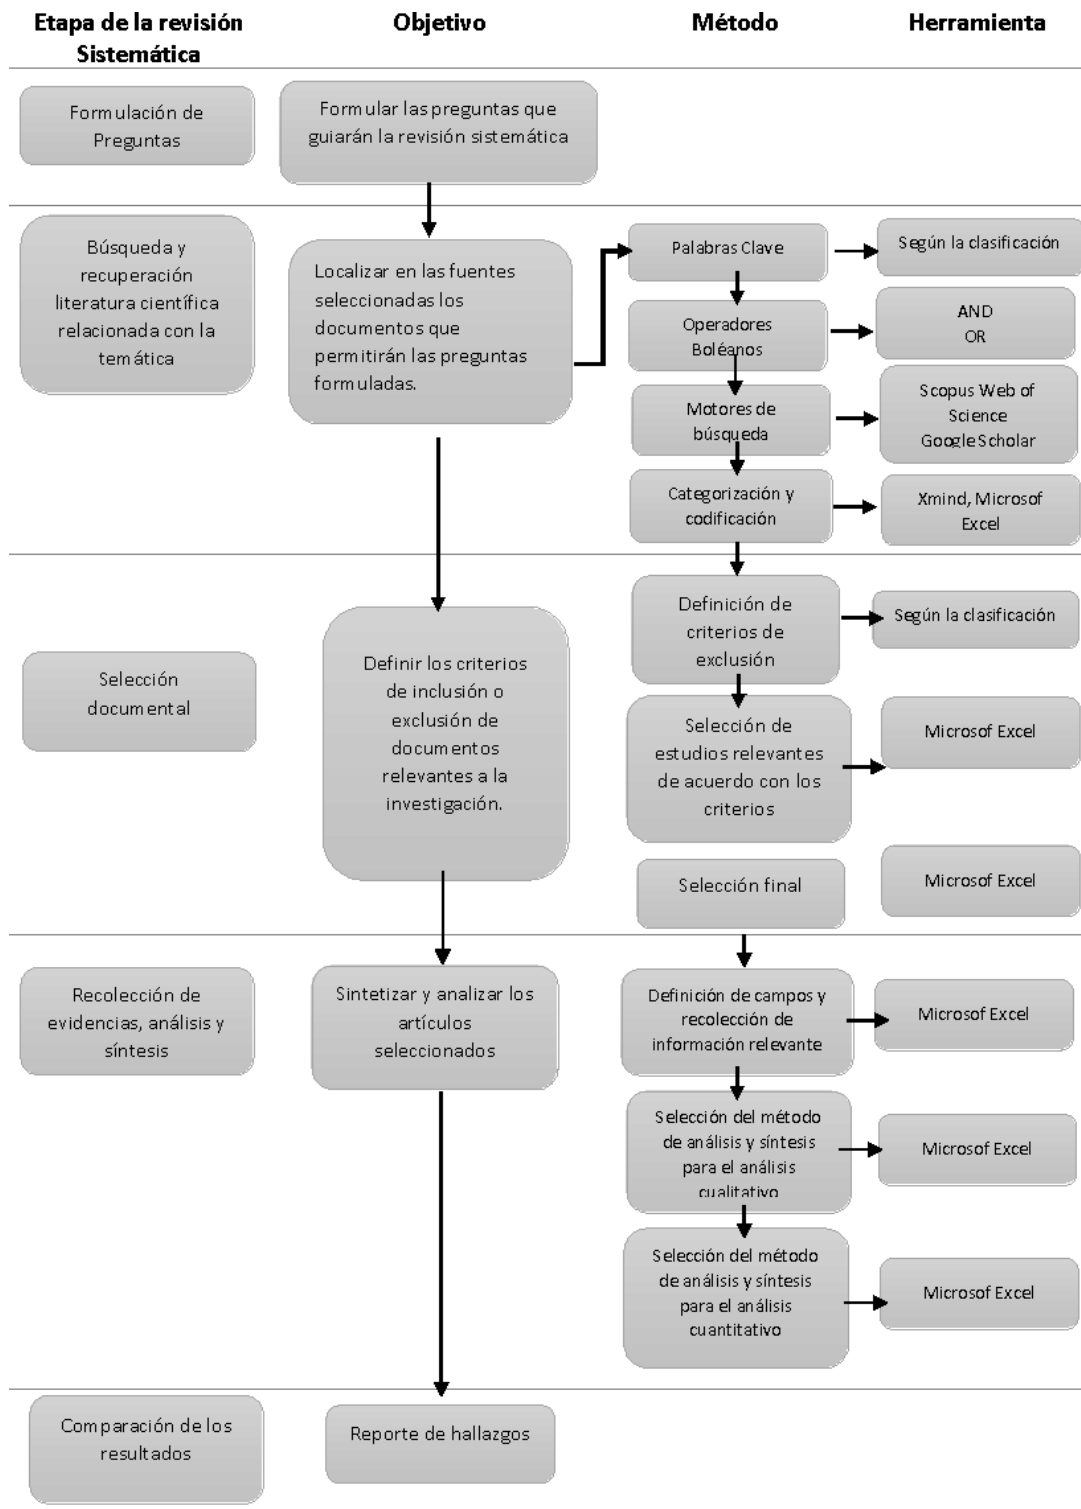 Etapa de la revisión
Sistemática
Objetivo
Método
Herramienta
Formulación de
Preguntas
Formular las preguntas que
guiarán la revisión sistemática
Búsqueda y
recuperación
literatura científica
relacionada con la
temática
Localizar en las fuentes
seleccionadas los
documentos que
permitirán las preguntas
formuladas.
Palabras Clave
Según la clasificación
Operadores
Boléanos
AND
OR
Motores de
búsqueda
Scopus Web of
Science
Google Scholar
Categorización y
codificación
Xmind, Microsof
Excel
Selección
documental
Definir los criterios
de inclusión o
exclusión de
documentos
relevantes a la
investigación.
Definición de
criterios de
exclusión
Según la clasificación
Selección de
estudios relevantes
de acuerdo con los
criterios
Microsof Excel
Selección final
Microsof Excel
Recolección de
evidencias, análisis y
síntesis
Sintetizar y analizar los
artículos
seleccionados
Definición de campos y
recolección de
información relevante
Microsof Excel
Selección del método
de análisis y síntesis
para el análisis
cualitativo
Microsof Excel
Selección del método
de análisis y síntesis
para el análisis
cuantitativo
Microsof Excel
Comparación de los
resultados
Reporte de hallazgos